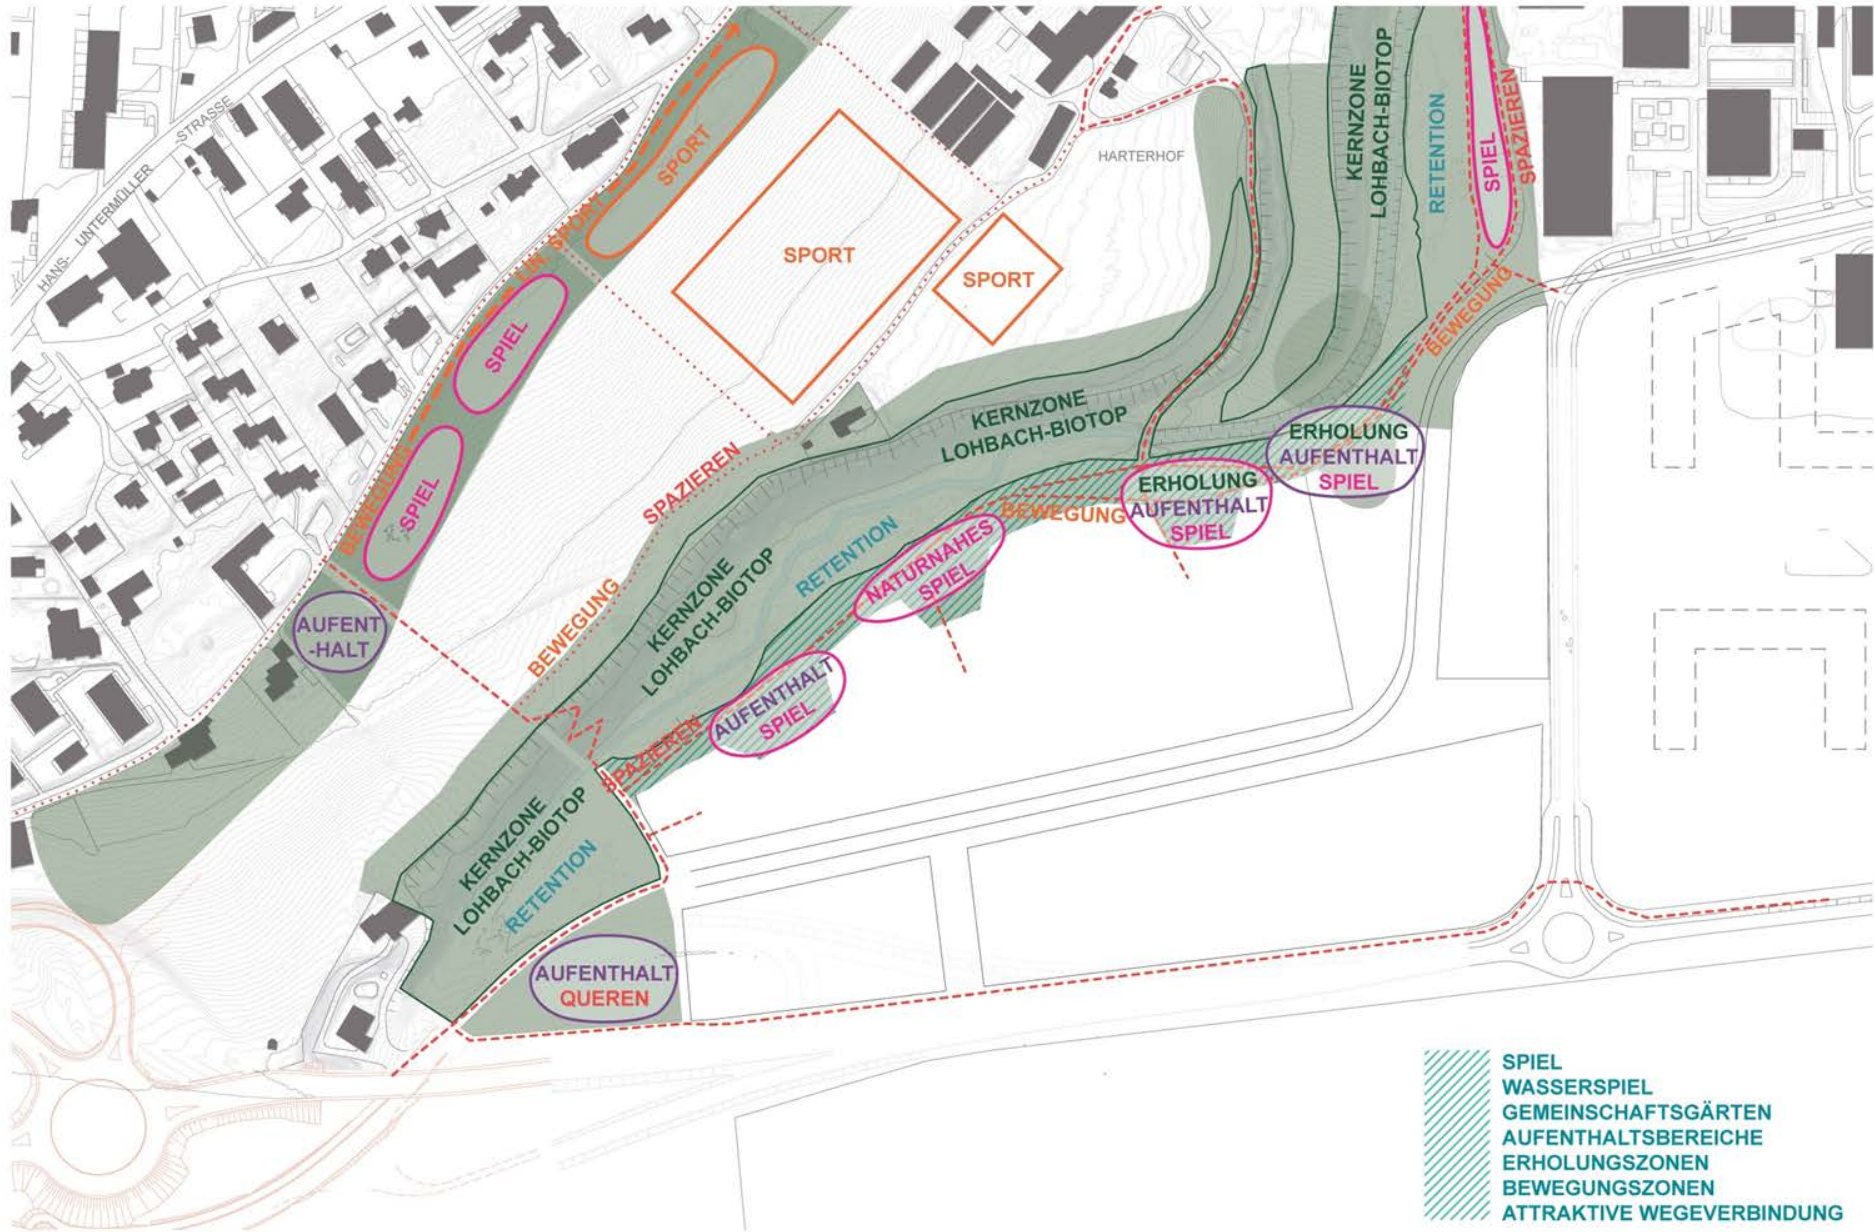 HANS-
UNTERMÜLLER
-STRASSE
LIN. SPORT
SPORT
SPORT
SPORT
HARTERHOF
KERNZONE
LOHBACH-BIOTOP
RETENTION
SPIEL
SPAZIEREN
BEWEGUNG
SPIEL
SPIEL
BEWEGUNG
AUFENT
-HALT
SPAZIEREN
BEWEGUNG
KERNZONE
LOHBACH-BIOTOP
ERHOLUNG
AUFENTHALT
SPIEL
ERHOLUNG
AUFENTHALT
SPIEL
BEWEGUNG
RETENTION
NATURNAHES
SPIEL
KERNZONE
LOHBACH-BIOTOP
AUFENTHALT
SPIEL
SPAZIEREN
KERNZONE
LOHBACH-BIOTOP
RETENTION
AUFENTHALT
QUEREN
SPIEL
WASSERSPIEL
GEMEINSCHAFTSGÄRTEN
AUFENTHALTSBEREICHE
ERHOLUNGSZONEN
BEWEGUNGSZONEN
ATTRAKTIVE WEGEVERBINDUNG